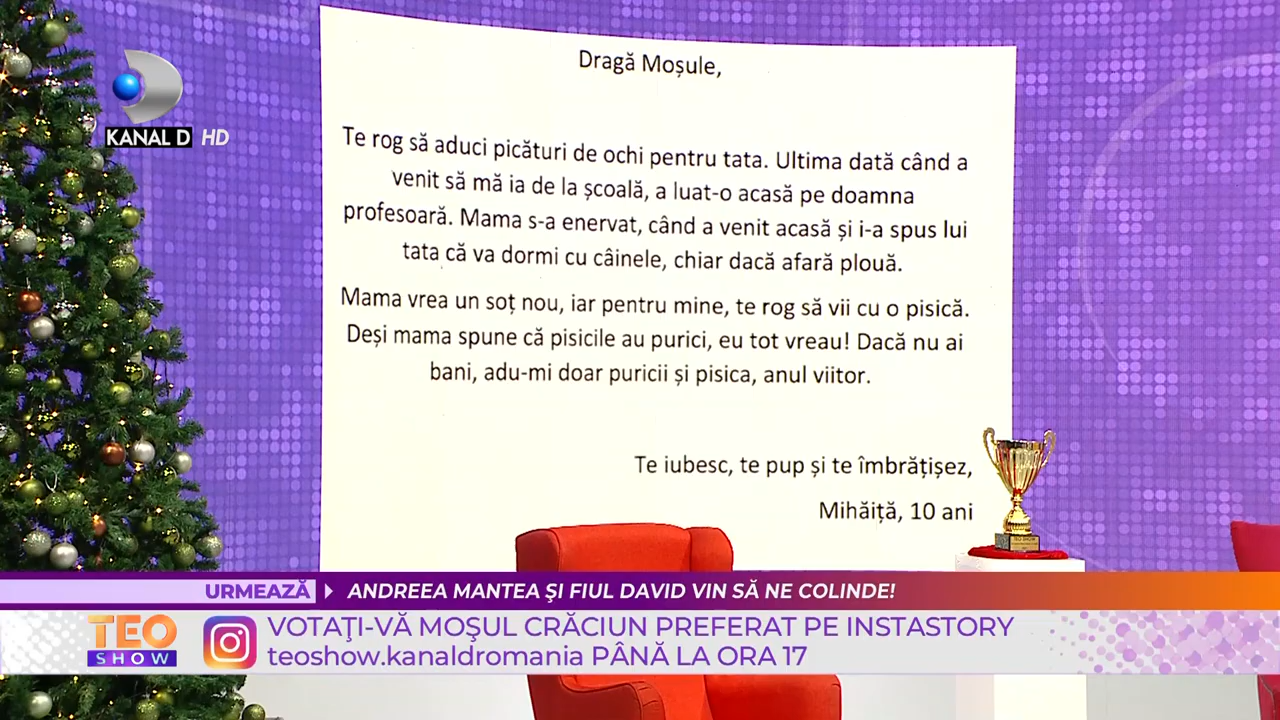 KANAL D HD
Dragă Moșule,
Te rog să aduci picături de ochi pentru tata. Ultima dată când a
venit să mă ia de la școală, a luat-o acasă pe doamna
profesoară. Mama s-a enervat, când a venit acasă și i-a spus lui
tata că va dormi cu câinele, chiar dacă afară plouă.
Mama vrea un soț nou, iar pentru mine, te rog să vii cu o pisică.
Deși mama spune că pisicile au purici, eu tot vreau! Dacă nu ai
bani, adu-mi doar puricii și pisica, anul viitor.
Te iubesc, te pup și te îmbrățișez,
Mihăiță, 10 ani
TEO SHOW
URMEAZĂ ANDREEA MANTEA ŞI FIUL DAVID VIN SĂ NE COLINDE!
TEO
SHOW
VOTAŢI-VĂ MOŞUL CRĂCIUN PREFERAT PE INSTASTORY
teoshow.kanaldromania PÂNĂ LA ORA 17